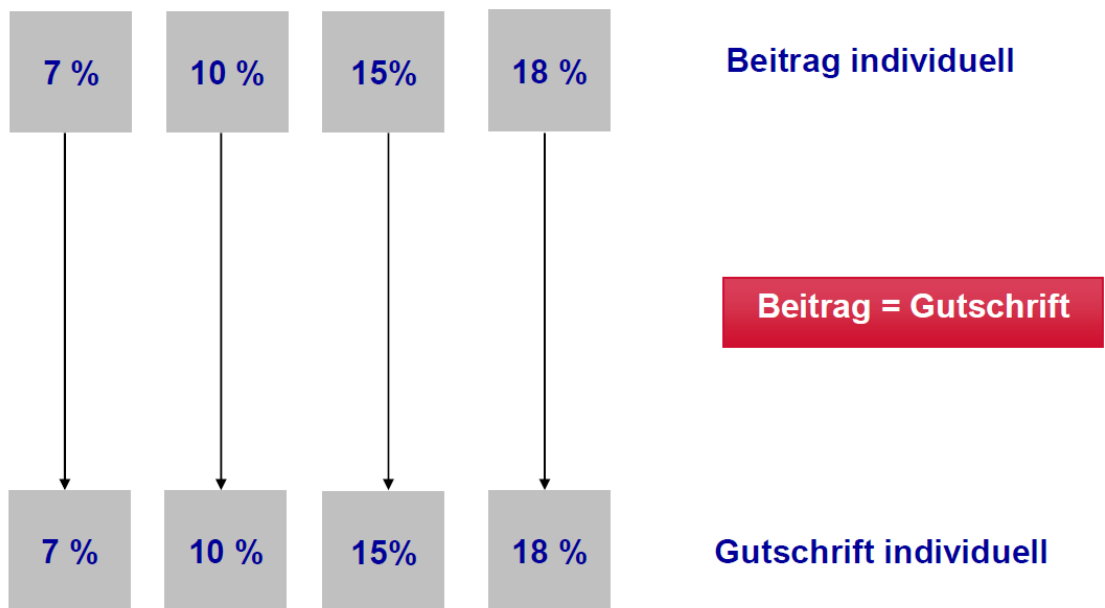 7 %
10 %
15%
18 %
Beitrag individuell
Beitrag = Gutschrift
7 %
10 %
15%
18 %
Gutschrift individuell